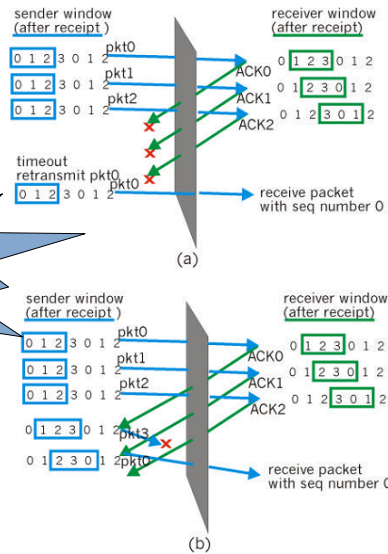 sender window
(after receipt )
receiver window
(after receipt)
0 1 2 3 0 1 2
pkt0
0 1 2 3 0 1 2
ACK0
0 1 2 3 0 1 2
pkt1
0 1 2 3 0 1 2
ACK1
0 1 2 3 0 1 2
pkt2
0 1 2 3 0 1 2
ACK2
timeout
retransmit pkt0
0 1 2 3 0 1 2
pkt0
receive packet
with seq number 0
(a)
sender window
(after receipt )
receiver window
(after receipt)
0 1 2 3 0 1 2
pkt0
0 1 2 3 0 1 2
ACK0
0 1 2 3 0 1 2
pkt1
0 1 2 3 0 1 2
ACK1
0 1 2 3 0 1 2
pkt2
0 1 2 3 0 1 2
ACK2
0 1 2 3 0 1 2
pkt3
0 1 2 3 0 1 2
pkt0
receive packet
with seq number 0
(b)